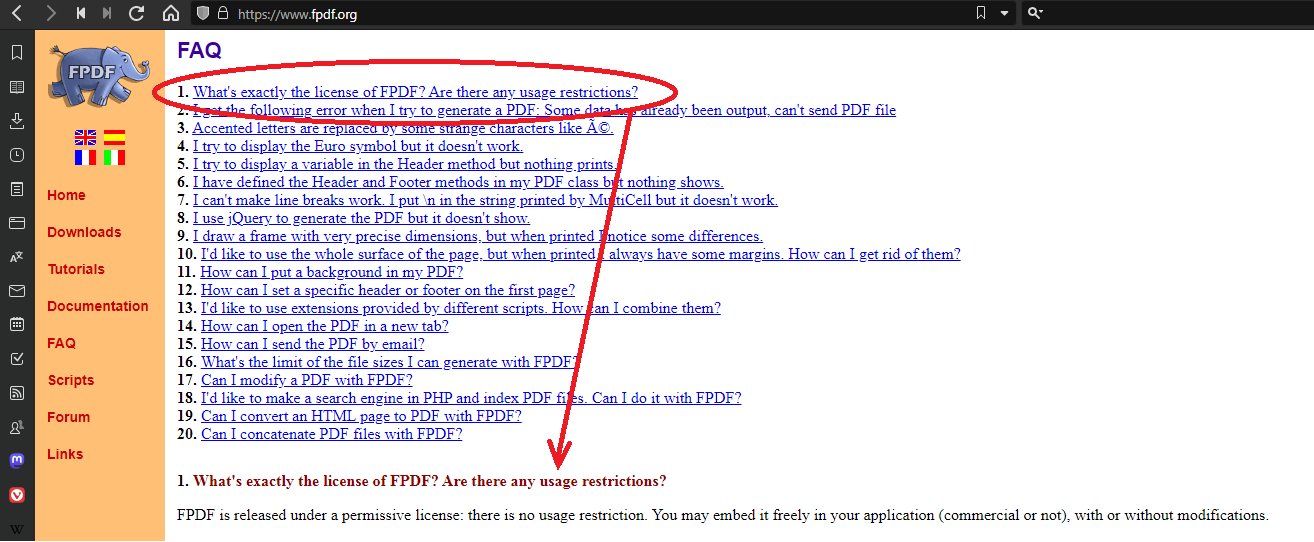 https://www.fpdf.org
FPDF
FAQ
1. What's exactly the license of FPDF? Are there any usage restrictions?
2. I get the following error when I try to generate a PDF: Some data has already been output, can't send PDF file
3. Accented letters are replaced by some strange characters like Ã©.
4. I try to display the Euro symbol but it doesn't work.
5. I try to display a variable in the Header method but nothing prints.
6. I have defined the Header and Footer methods in my PDF class but nothing shows.
7. I can't make line breaks work. I put \n in the string printed by MultiCell but it doesn't work.
8. I use jQuery to generate the PDF but it doesn't show.
9. I draw a frame with very precise dimensions, but when printed I notice some differences.
10. I'd like to use the whole surface of the page, but when printed I always have some margins. How can I get rid of them?
11. How can I put a background in my PDF?
12. How can I set a specific header or footer on the first page?
13. I'd like to use extensions provided by different scripts. How can I combine them?
14. How can I open the PDF in a new tab?
15. How can I send the PDF by email?
16. What's the limit of the file sizes I can generate with FPDF?
17. Can I modify a PDF with FPDF?
18. I'd like to make a search engine in PHP and index PDF files. Can I do it with FPDF?
19. Can I convert an HTML page to PDF with FPDF?
20. Can I concatenate PDF files with FPDF?
Home
Downloads
Tutorials
Documentation
FAQ
Scripts
Forum
Links
1. What's exactly the license of FPDF? Are there any usage restrictions?
FPDF is released under a permissive license: there is no usage restriction. You may embed it freely in your application (commercial or not), with or without modifications.